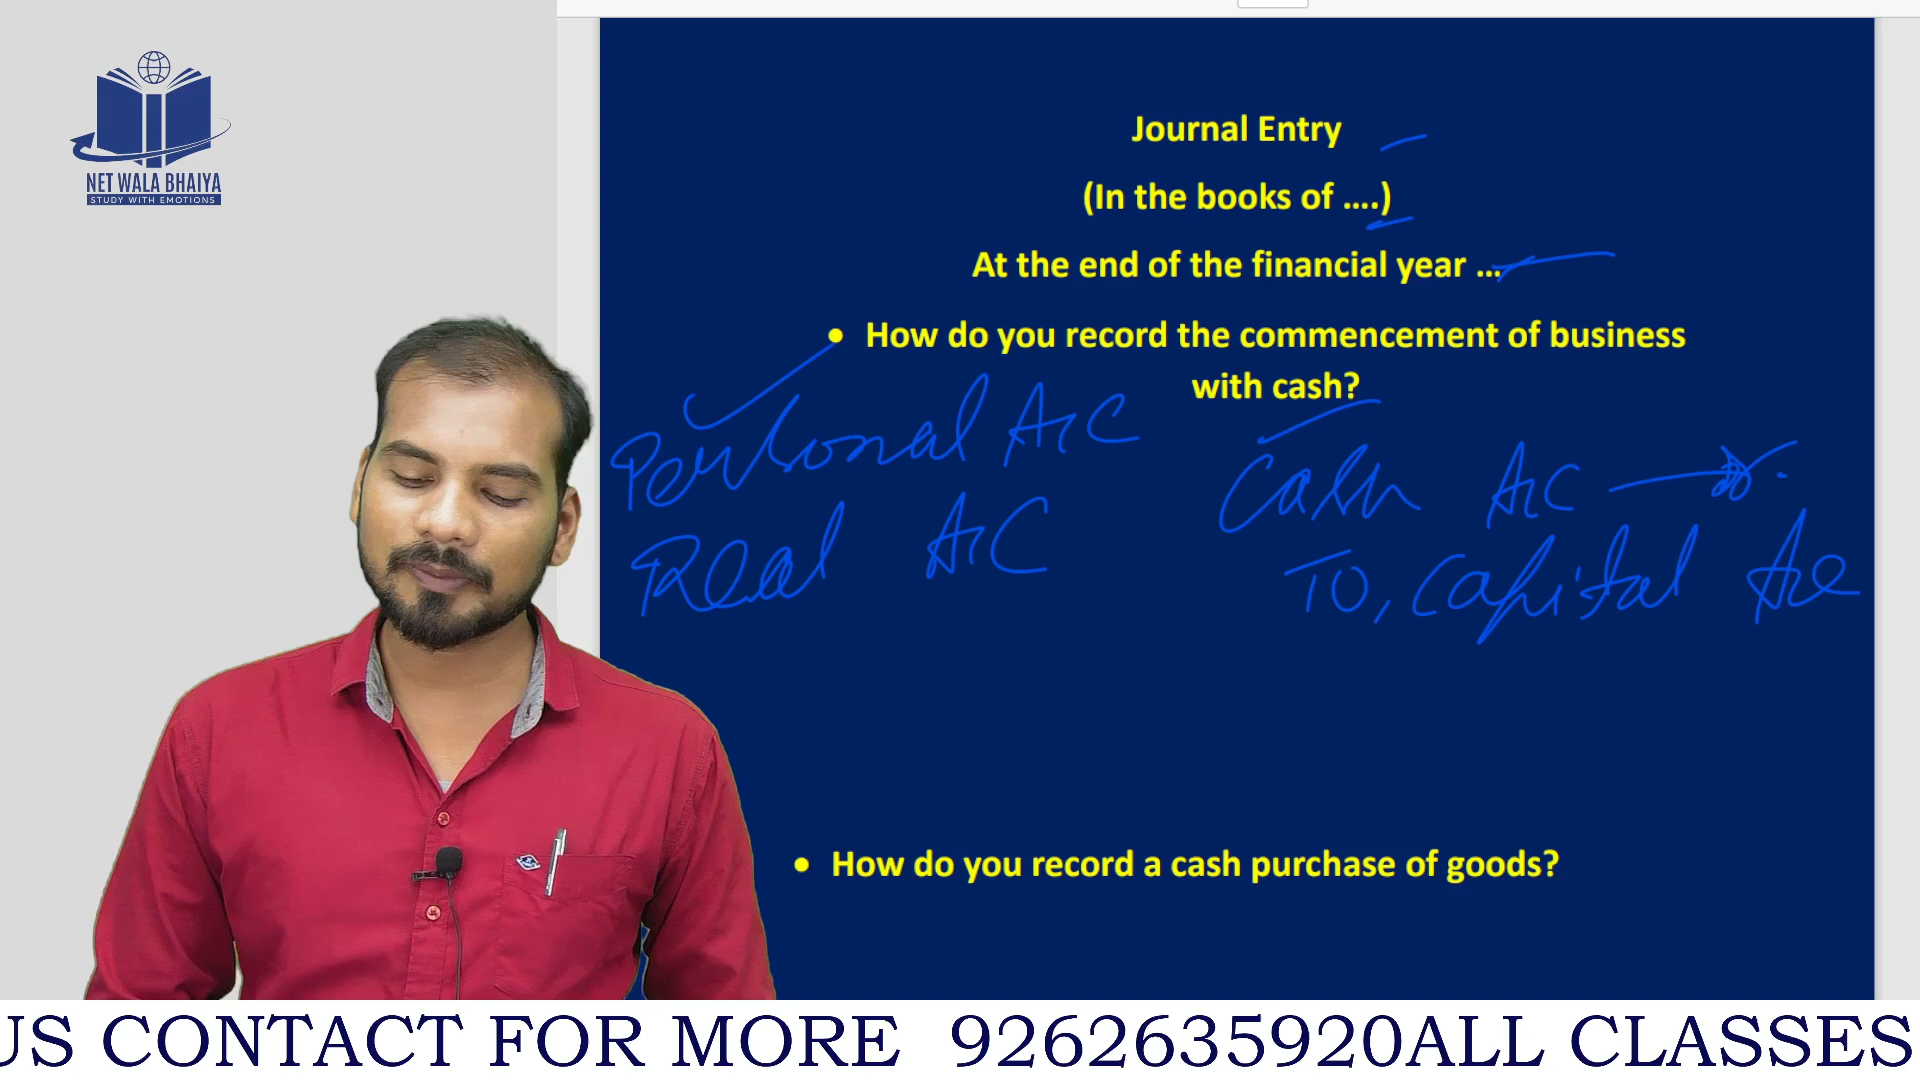 NET WALA BHAIYA
STUDY WITH EMOTIONS
Journal Entry
(In the books of ….)
At the end of the financial year …
• How do you record the commencement of business
with cash?
Personal A/C
Real A/C
Cash A/C
To, Capital A/c
• How do you record a cash purchase of goods?
US CONTACT FOR MORE 9262635920ALL CLASSES